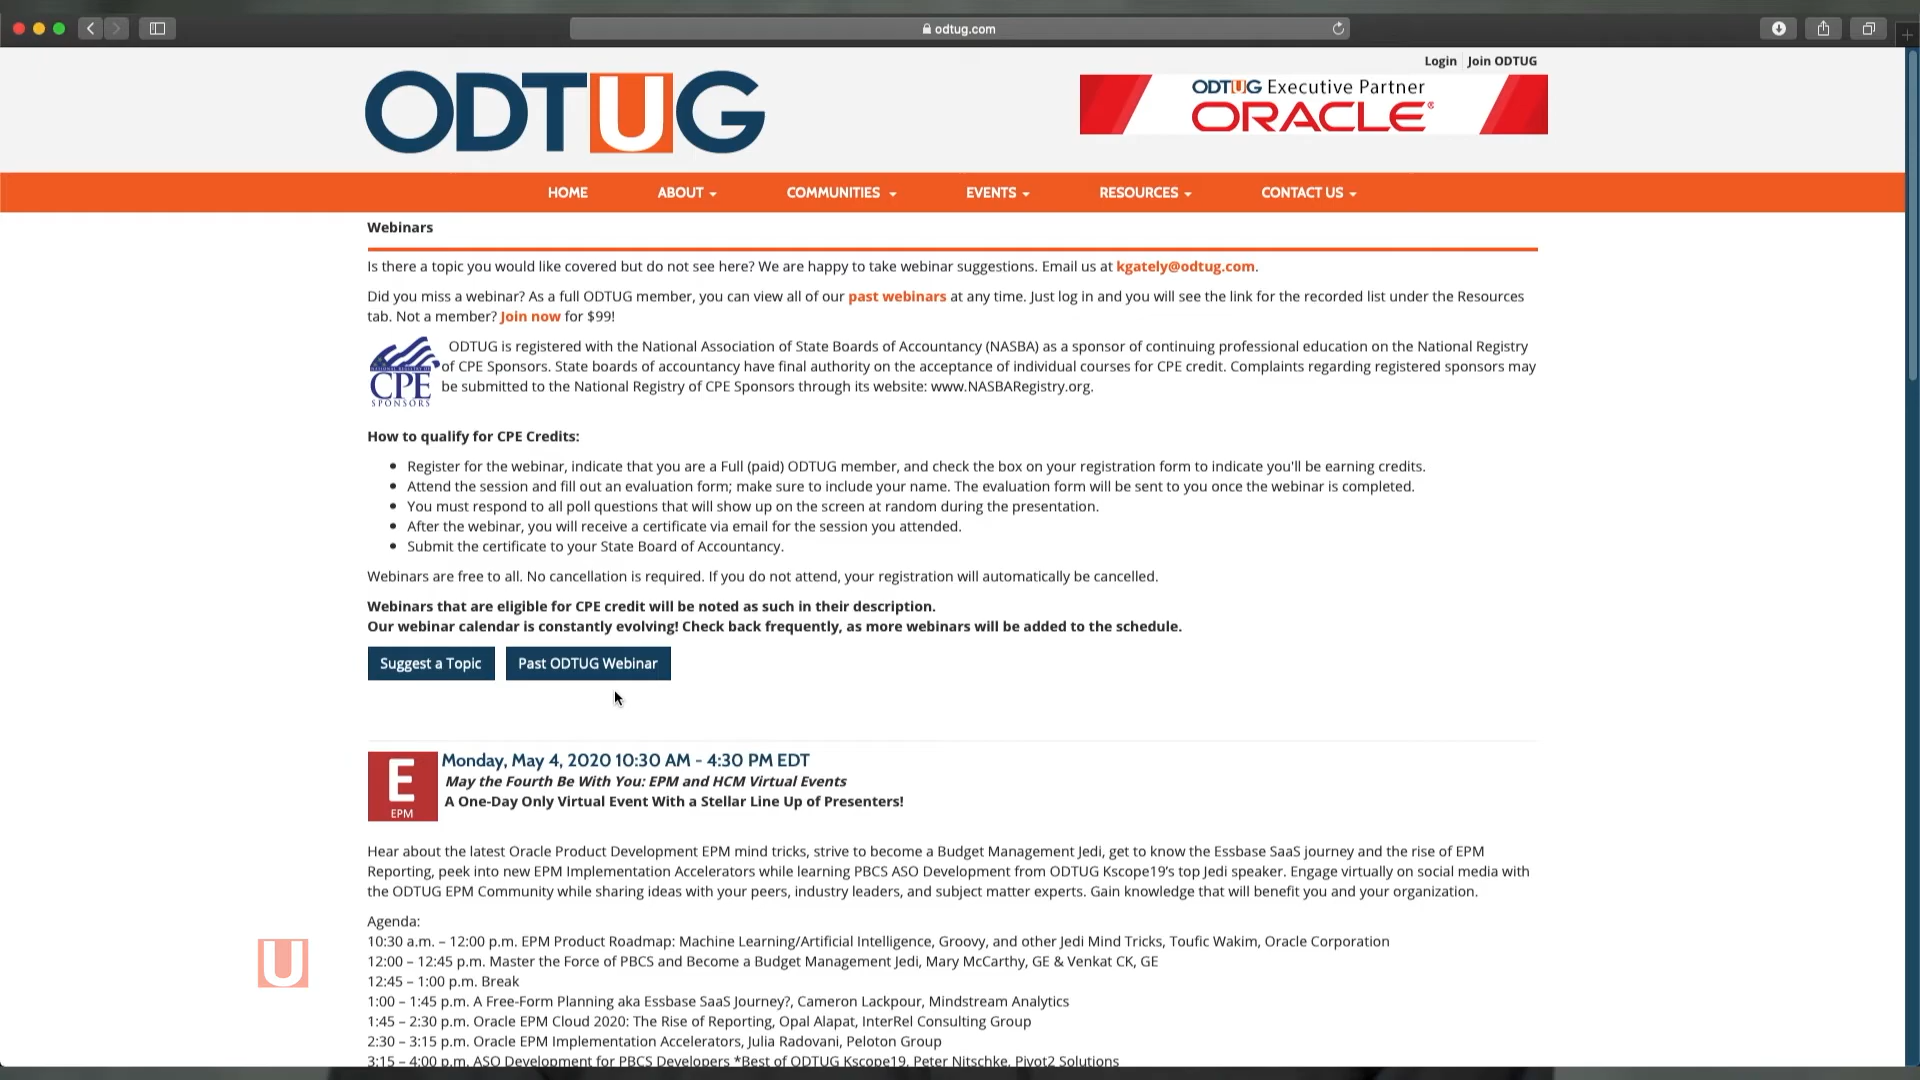 odtug.com
Login Join ODTUG
ODTUG
ODTUG Executive Partner
ORACLE®
HOME ABOUT COMMUNITIES EVENTS RESOURCES CONTACT US
Webinars
Is there a topic you would like covered but do not see here? We are happy to take webinar suggestions. Email us at kgately@odtug.com.
Did you miss a webinar? As a full ODTUG member, you can view all of our past webinars at any time. Just log in and you will see the link for the recorded list under the Resources
tab. Not a member? Join now for $99!
ODTUG is registered with the National Association of State Boards of Accountancy (NASBA) as a sponsor of continuing professional education on the National Registry
of CPE Sponsors. State boards of accountancy have final authority on the acceptance of individual courses for CPE credit. Complaints regarding registered sponsors may
be submitted to the National Registry of CPE Sponsors through its website: www.NASBARegistry.org.
CPE
SPONSORS
How to qualify for CPE Credits:
• Register for the webinar, indicate that you are a Full (paid) ODTUG member, and check the box on your registration form to indicate you'll be earning credits.
• Attend the session and fill out an evaluation form; make sure to include your name. The evaluation form will be sent to you once the webinar is completed.
• You must respond to all poll questions that will show up on the screen at random during the presentation.
• After the webinar, you will receive a certificate via email for the session you attended.
• Submit the certificate to your State Board of Accountancy.
Webinars are free to all. No cancellation is required. If you do not attend, your registration will automatically be cancelled.
Webinars that are eligible for CPE credit will be noted as such in their description.
Our webinar calendar is constantly evolving! Check back frequently, as more webinars will be added to the schedule.
Suggest a Topic Past ODTUG Webinar
E
EPM
Monday, May 4, 2020 10:30 AM - 4:30 PM EDT
May the Fourth Be With You: EPM and HCM Virtual Events
A One-Day Only Virtual Event With a Stellar Line Up of Presenters!
Hear about the latest Oracle Product Development EPM mind tricks, strive to become a Budget Management Jedi, get to know the Essbase SaaS journey and the rise of EPM
Reporting, peek into new EPM Implementation Accelerators while learning PBCS ASO Development from ODTUG Kscope19's top Jedi speaker. Engage virtually on social media with
the ODTUG EPM Community while sharing ideas with your peers, industry leaders, and subject matter experts. Gain knowledge that will benefit you and your organization.
Agenda:
10:30 a.m. – 12:00 p.m. EPM Product Roadmap: Machine Learning/Artificial Intelligence, Groovy, and other Jedi Mind Tricks, Toufic Wakim, Oracle Corporation
12:00 – 12:45 p.m. Master the Force of PBCS and Become a Budget Management Jedi, Mary McCarthy, GE & Venkat CK, GE
12:45 – 1:00 p.m. Break
1:00 – 1:45 p.m. A Free-Form Planning aka Essbase SaaS Journey?, Cameron Lackpour, Mindstream Analytics
1:45 – 2:30 p.m. Oracle EPM Cloud 2020: The Rise of Reporting, Opal Alapat, InterRel Consulting Group
2:30 – 3:15 p.m. Oracle EPM Implementation Accelerators, Julia Radovani, Peloton Group
3:15 – 4:00 p.m. ASO Development for PBCS Developers *Best of ODTUG Kscope19, Peter Nitschke, Pivot2 Solutions
U